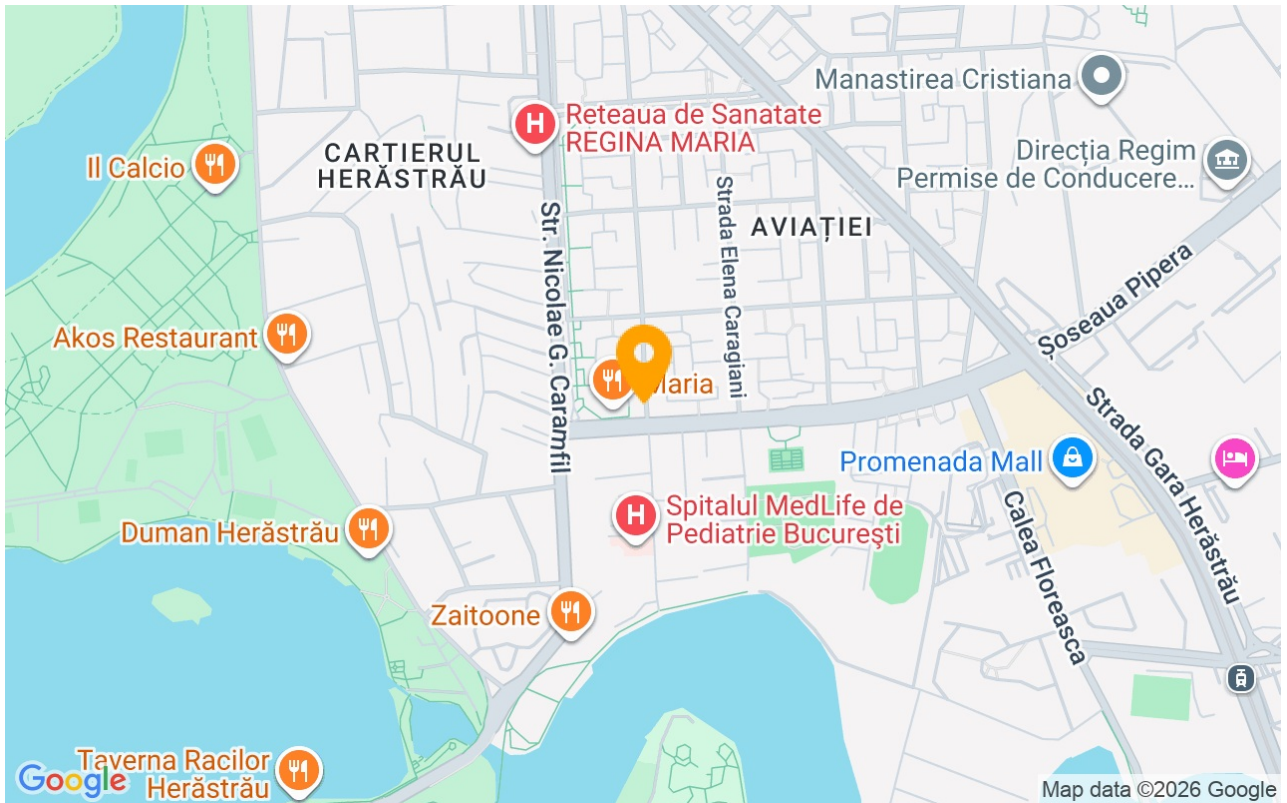 Manastirea Cristiana
Reteaua de Sanatate
REGINA MARIA
Direcția Regim
Permise de Conducere...
Il Calcio
CARTIERUL
HERĂSTRĂU
Strada Elena Caragiani
AVIAȚIEI
Str. Nicolae G. Caramfil
Șoseaua Pipera
Akos Restaurant
Maria
Strada Gara Herăstrău
Promenada Mall
Calea Floreasca
Spitalul MedLife de
Pediatrie Bucureşti
Duman Herăstrău
Zaitoone
Taverna Racilor
Herăstrău
Google
Map data ©2026 Google